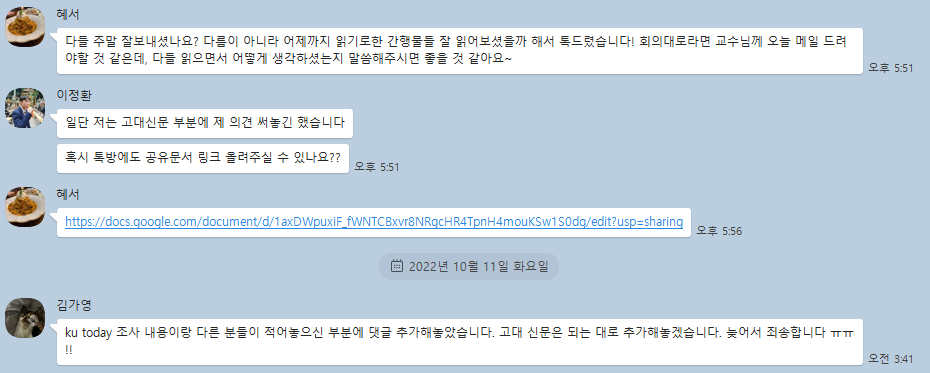 혜서
다들 주말 잘보내셨나요? 다름이 아니라 어제까지 읽기로한 간행물들 잘 읽어보셨을까 해서 톡드렸습니다! 회의대로라면 교수님께 오늘 메일 드려
야할 것 같은데, 다들 읽으면서 어떻게 생각하셨는지 말씀해주시면 좋을 것 같아요~
오후 5:51
이정환
일단 저는 고대신문 부분에 제 의견 써놓긴 했습니다
혹시 톡방에도 공유문서 링크 올려주실 수 있나요??
오후 5:51
혜서
https://docs.google.com/document/d/1axDWpuxiF_fWNTCBxvr8NRgcHR4TpnH4mouKSw1S0dg/edit?usp=sharing
오후 5:56
2022년 10월 11일 화요일
김가영
ku today 조사 내용이랑 다른 분들이 적어놓으신 부분에 댓글 추가해놓았습니다. 고대 신문은 되는 대로 추가해놓겠습니다. 늦어서 죄송합니다 ㅠㅠ
!!
오전 3:41